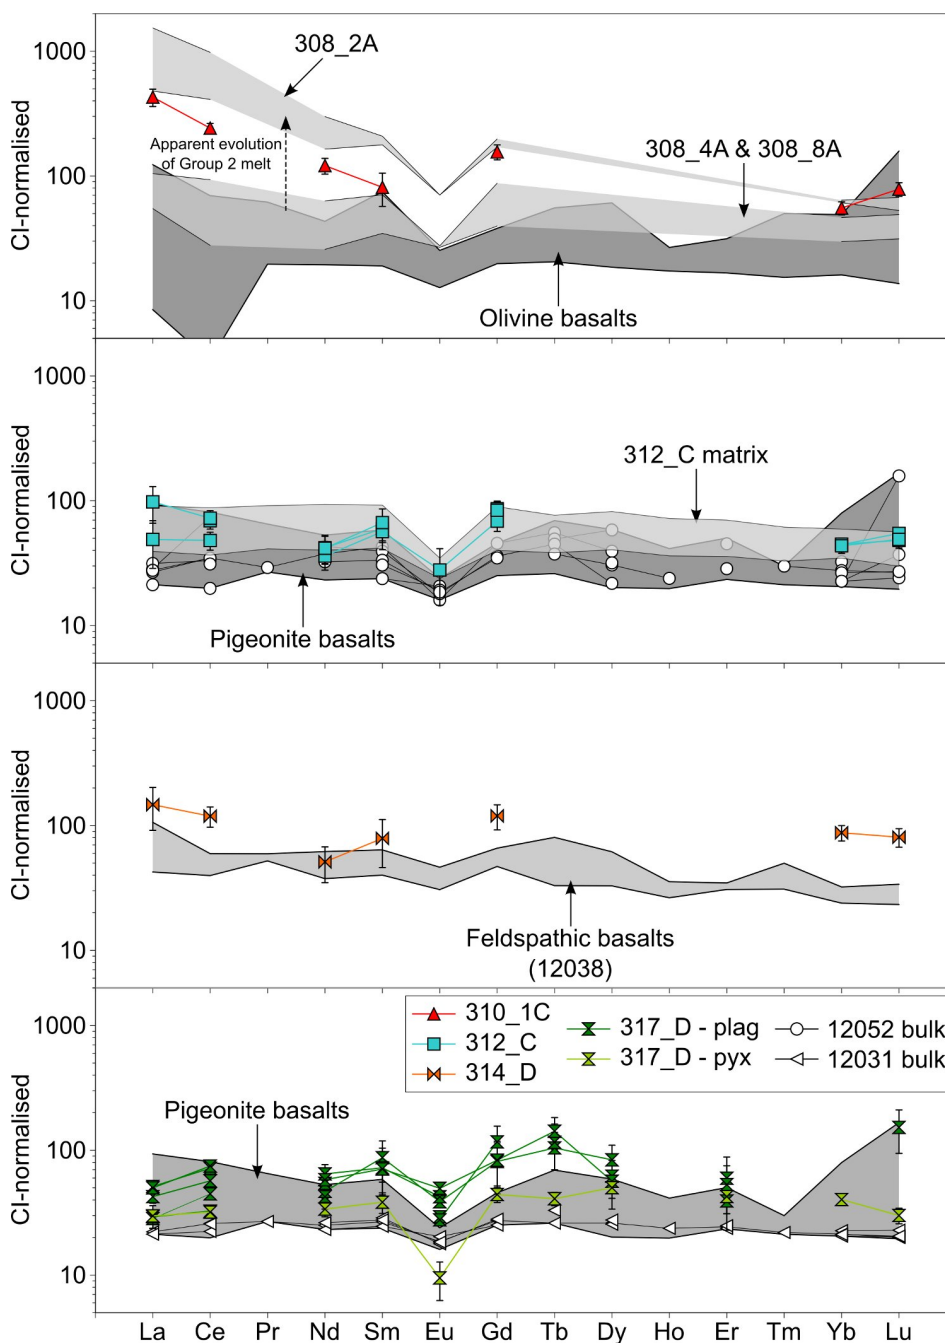 CI-normalised
1000
100
10
308_2A
Apparent evolution
of Group 2 melt
308_4A & 308_8A
Olivine basalts
CI-normalised
1000
100
10
312_C matrix
Pigeonite basalts
CI-normalised
1000
100
10
Feldspathic basalts
(12038)
CI-normalised
1000
100
10
310_1C
312_C
314_D
317_D - plag
317_D - pyx
12052 bulk
12031 bulk
Pigeonite basalts
La Ce Pr Nd Sm Eu Gd Tb Dy Ho Er Tm Yb Lu